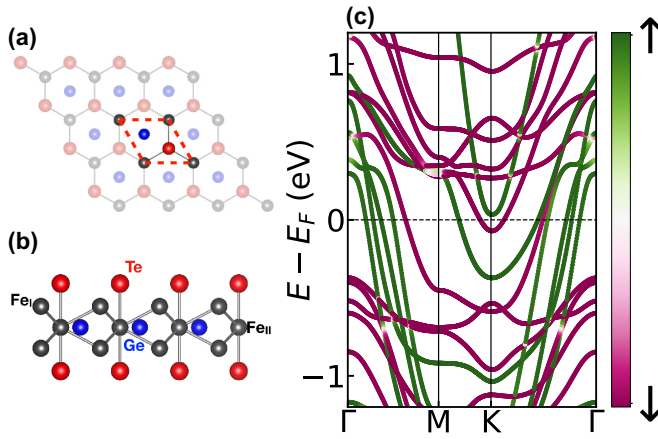 (a)
(b)
Te
Fe_I
Fe_II
Ge
(c)
E − E_F (eV)
1
0
−1
Γ
M
K
Γ
↑
↓